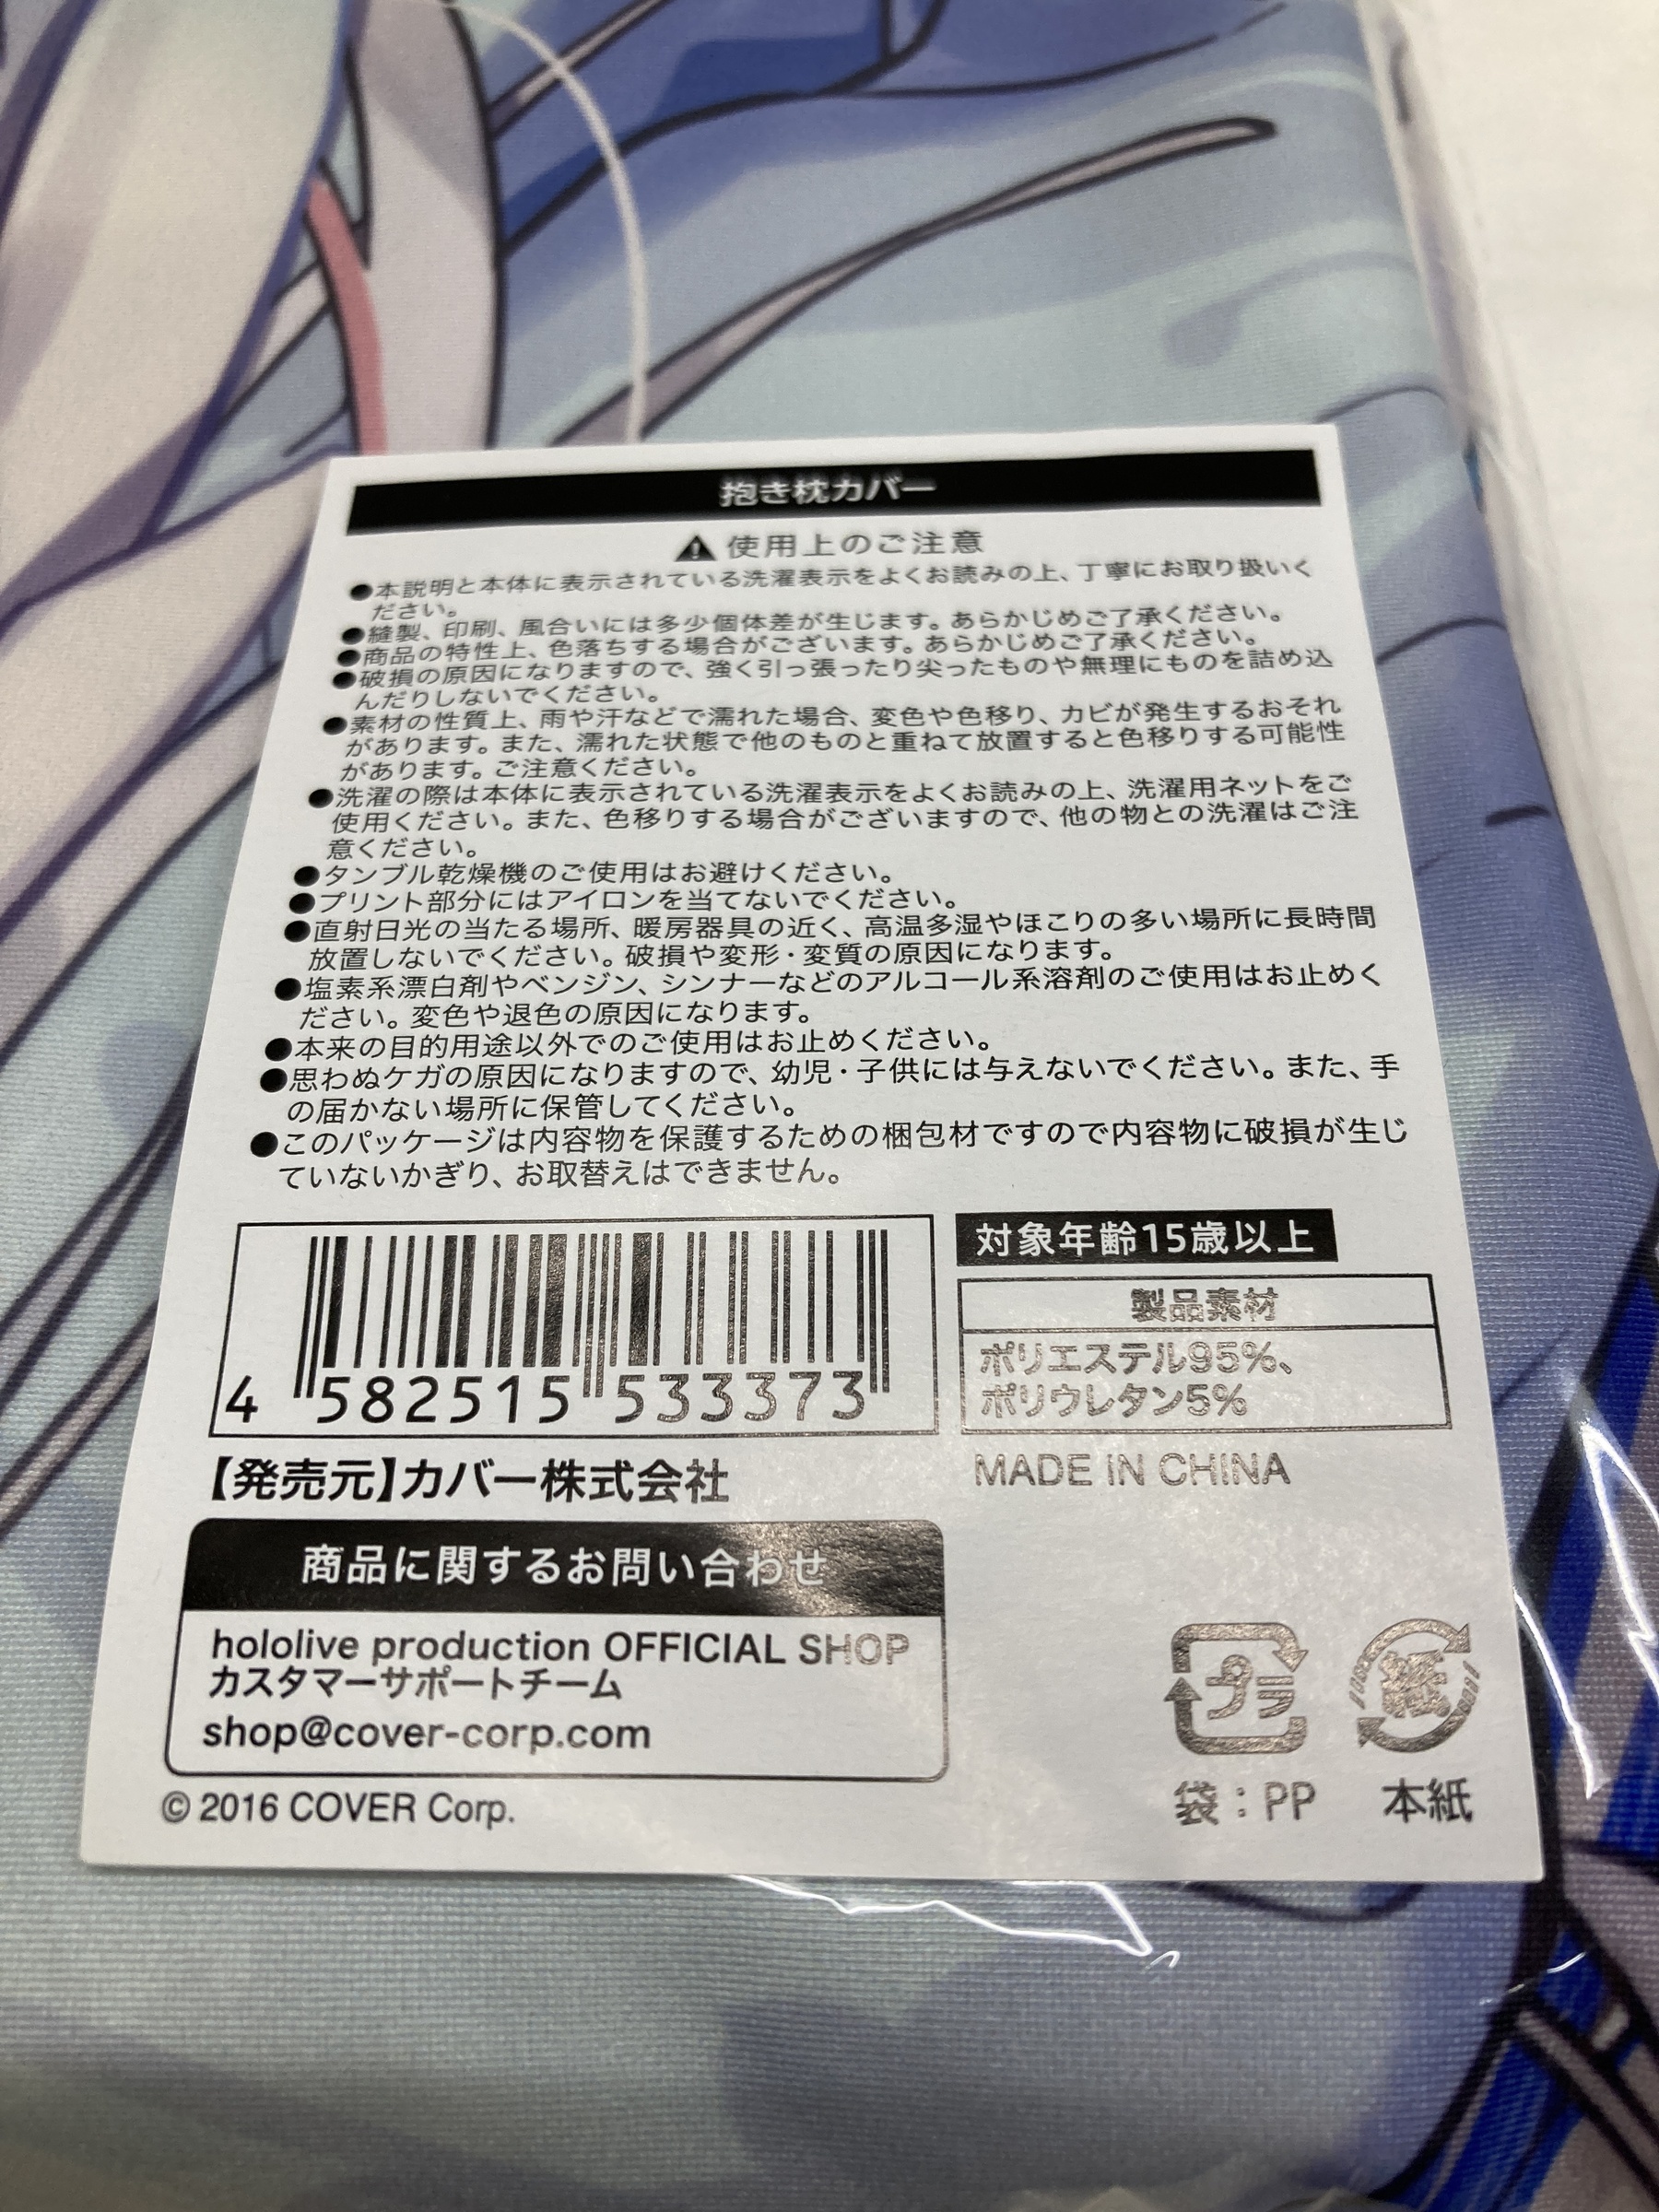 抱き枕カバー
使用上のご注意
●本説明と本体に表示されている洗濯表示をよくお読みの上、丁寧にお取り扱いく
ださい。
●縫製、印刷、風合いには多少個体差が生じます。あらかじめご了承ください。
●商品の特性上、色落ちする場合がございます。あらかじめご了承ください。
●破損の原因になりますので、強く引っ張ったり尖ったものや無理にものを詰め込
んだりしないでください。
●素材の性質上、雨や汗などで濡れた場合、変色や色移り、カビが発生するおそれ
があります。また、濡れた状態で他のものと重ねて放置すると色移りする可能性
があります。ご注意ください。
●洗濯の際は本体に表示されている洗濯表示をよくお読みの上、洗濯用ネットをご
使用ください。また、色移りする場合がございますので、他の物との洗濯はご注
意ください。
●タンブル乾燥機のご使用はお避けください。
●プリント部分にはアイロンを当てないでください。
●直射日光の当たる場所、暖房器具の近く、高温多湿やほこりの多い場所に長時間
放置しないでください。破損や変形・変質の原因になります。
●塩素系漂白剤やベンジン、シンナーなどのアルコール系溶剤のご使用はお止めく
ださい。変色や退色の原因になります。
●本来の目的用途以外でのご使用はお止めください。
●思わぬケガの原因になりますので、幼児・子供には与えないでください。また、手
の届かない場所に保管してください。
●このパッケージは内容物を保護するための梱包材ですので内容物に破損が生じ
ていないかぎり、お取替えはできません。
4 582515 533373
対象年齢15歳以上
製品素材
ポリエステル95%、
ポリウレタン5%
【発売元】カバー株式会社
MADE IN CHINA
商品に関するお問い合わせ
hololive production OFFICIAL SHOP
カスタマーサポートチーム
shop@cover-corp.com
プラ
紙
袋：PP
本紙
© 2016 COVER Corp.